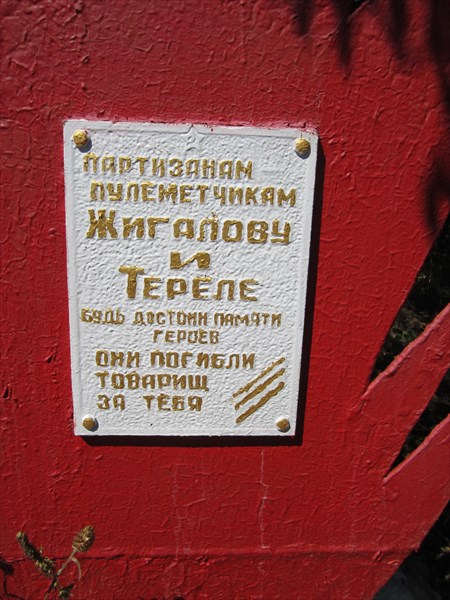 ПАРТИЗАНАМ
ПУЛЕМЕТЧИКАМ
ЖИГАЛОВУ
И
ТЕРЕЛЕ
БУДЬ ДОСТОИН ПАМЯТИ
ГЕРОЕВ
ОНИ ПОГИБЛИ
ТОВАРИЩ
ЗА ТЕБЯ